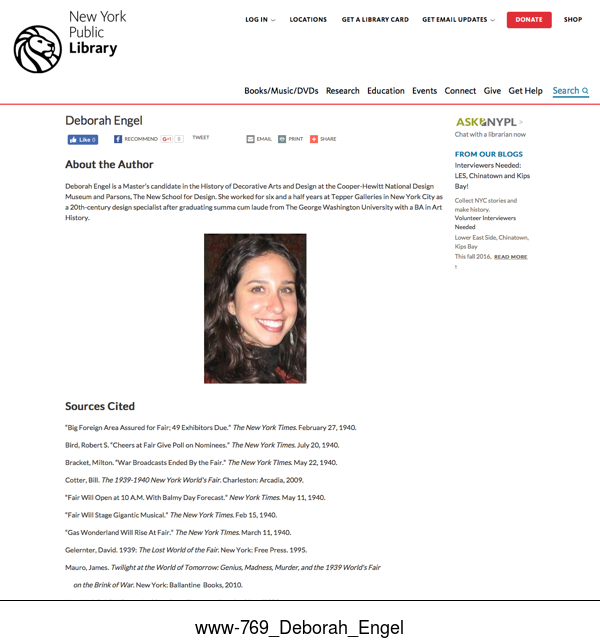 New York
Public
Library
LOG IN
LOCATIONS
GET A LIBRARY CARD
GET EMAIL UPDATES
DONATE
SHOP
Books/Music/DVDs Research Education Events Connect Give Get Help Search
Deborah Engel
Like 0
RECOMMEND
0
TWEET
EMAIL
PRINT
SHARE
About the Author
Deborah Engel is a Master's candidate in the History of Decorative Arts and Design at the Cooper-Hewitt National Design
Museum and Parsons, The New School for Design. She worked for six and a half years at Tepper Galleries in New York City as
a 20th-century design specialist after graduating summa cum laude from The George Washington University with a BA in Art
History.
ASK NYPL >
Chat with a librarian now
FROM OUR BLOGS
Interviewers Needed:
LES, Chinatown and Kips
Bay!
Collect NYC stories and
make history.
Volunteer Interviewers
Needed
Lower East Side, Chinatown,
Kips Bay
This fall 2016, READ MORE
Sources Cited
"Big Foreign Area Assured for Fair; 49 Exhibitors Due." The New York Times. February 27, 1940.
Bird, Robert S. "Cheers at Fair Give Poll on Nominees." The New York Times. July 20, 1940.
Bracket, Milton. "War Broadcasts Ended By the Fair." The New York Times. May 22, 1940.
Cotter, Bill. The 1939-1940 New York World's Fair. Charleston: Arcadia, 2009.
"Fair Will Open at 10 A.M. With Balmy Day Forecast." New York Times. May 11, 1940.
"Fair Will Stage Gigantic Musical." The New York Times. Feb 15, 1940.
"Gas Wonderland Will Rise At Fair." The New York Times. March 11, 1940.
Gelernter, David. 1939: The Lost World of the Fair. New York: Free Press. 1995.
Mauro, James. Twilight at the World of Tomorrow: Genius, Madness, Murder, and the 1939 World's Fair
on the Brink of War. New York: Ballantine Books, 2010.
www-769_Deborah_Engel